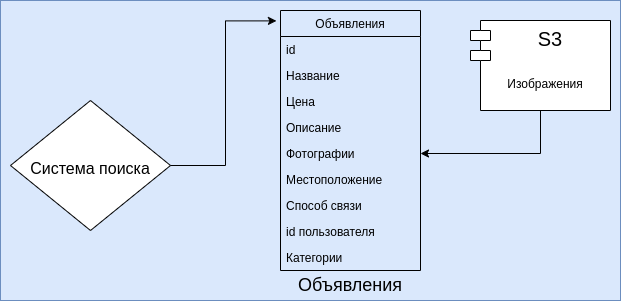 Система поиска
Объявления
id
Название
Цена
Описание
Фотографии
Местоположение
Способ связи
id пользователя
Категории
Объявления
S3
Изображения